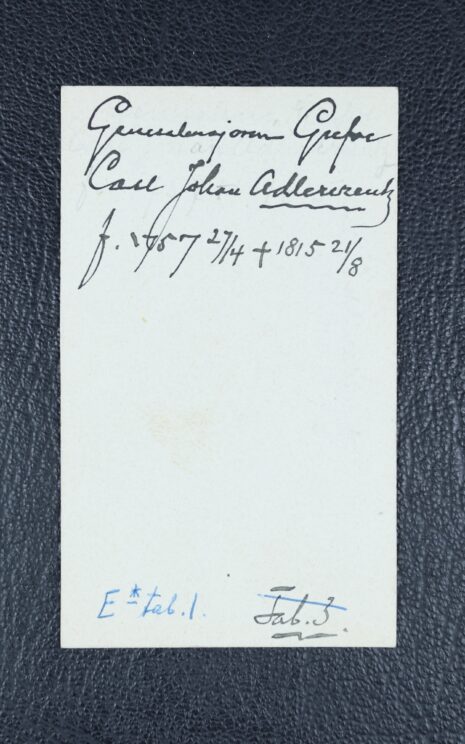 Generalmajoren Grefve
Carl Johan Adlercreutz
f. 1757 27/4 + 1815 21/8
E* tab. 1.
Tab. 3.